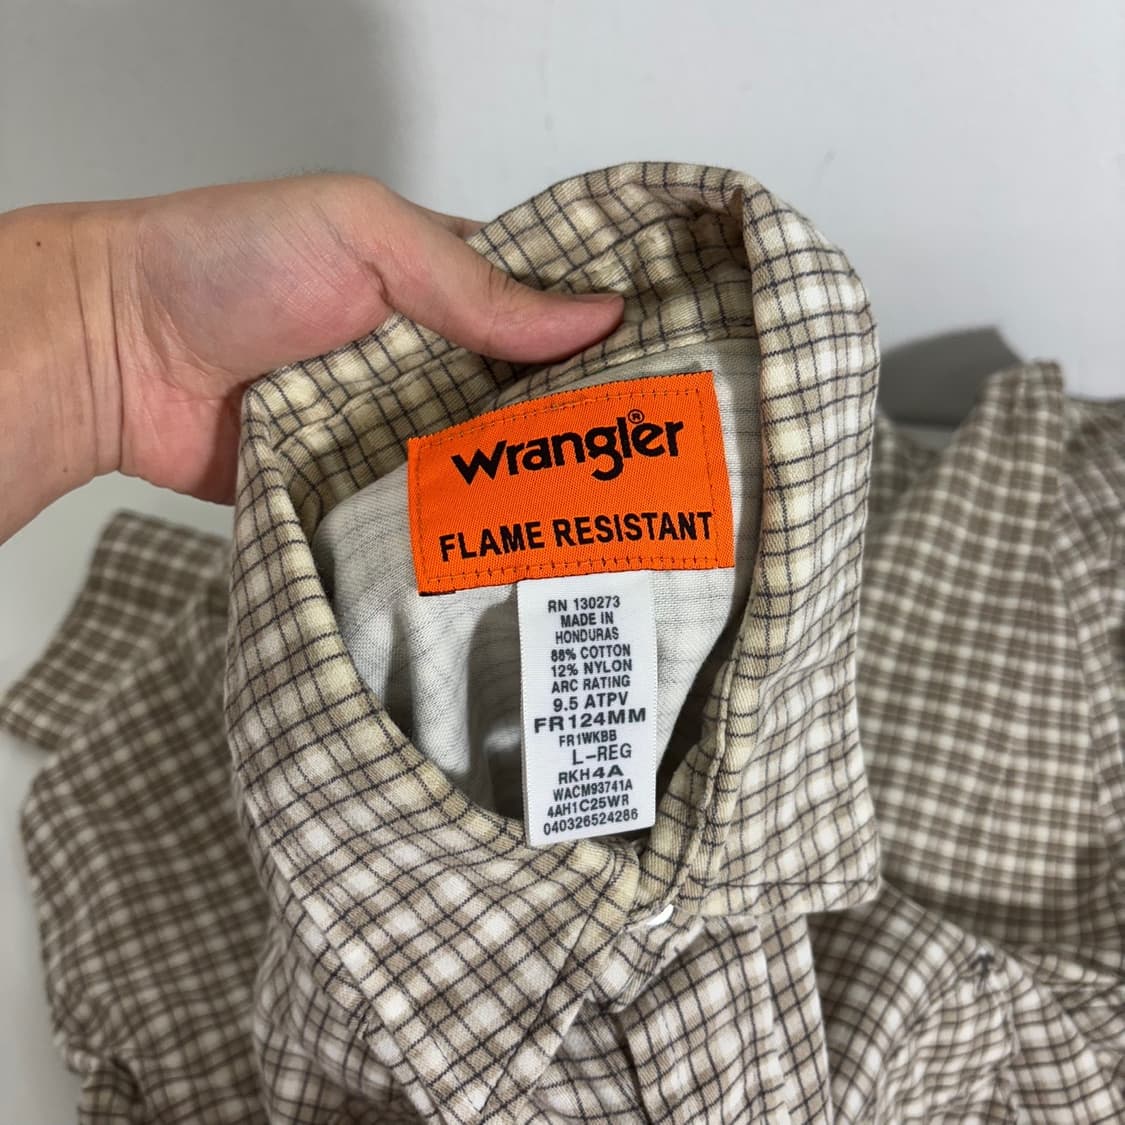 Wrangler®
FLAME RESISTANT
RN 130273
MADE IN
HONDURAS
88% COTTON
12% NYLON
ARC RATING
9.5 ATPV
FR124MM
FR1WKBB
L-REG
RKH4A
WACM93741A
4AH1C25WR
040326524286